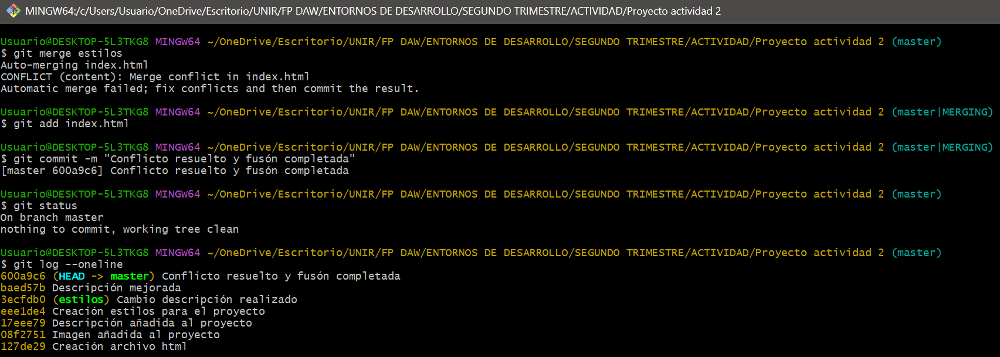 MINGW64:/c/Users/Usuario/OneDrive/Escritorio/UNIR/FP DAW/ENTORNOS DE DESARROLLO/SEGUNDO TRIMESTRE/ACTIVIDAD/Proyecto actividad 2
Usuario@DESKTOP-5L3TKG8 MINGW64 ~/OneDrive/Escritorio/UNIR/FP DAW/ENTORNOS DE DESARROLLO/SEGUNDO TRIMESTRE/ACTIVIDAD/Proyecto actividad 2 (master)
$ git merge estilos
Auto-merging index.html
CONFLICT (content): Merge conflict in index.html
Automatic merge failed; fix conflicts and then commit the result.
Usuario@DESKTOP-5L3TKG8 MINGW64 ~/OneDrive/Escritorio/UNIR/FP DAW/ENTORNOS DE DESARROLLO/SEGUNDO TRIMESTRE/ACTIVIDAD/Proyecto actividad 2 (master|MERGING)
$ git add index.html
Usuario@DESKTOP-5L3TKG8 MINGW64 ~/OneDrive/Escritorio/UNIR/FP DAW/ENTORNOS DE DESARROLLO/SEGUNDO TRIMESTRE/ACTIVIDAD/Proyecto actividad 2 (master|MERGING)
$ git commit -m "Conflicto resuelto y fusón completada"
[master 600a9c6] Conflicto resuelto y fusón completada
Usuario@DESKTOP-5L3TKG8 MINGW64 ~/OneDrive/Escritorio/UNIR/FP DAW/ENTORNOS DE DESARROLLO/SEGUNDO TRIMESTRE/ACTIVIDAD/Proyecto actividad 2 (master)
$ git status
On branch master
nothing to commit, working tree clean
Usuario@DESKTOP-5L3TKG8 MINGW64 ~/OneDrive/Escritorio/UNIR/FP DAW/ENTORNOS DE DESARROLLO/SEGUNDO TRIMESTRE/ACTIVIDAD/Proyecto actividad 2 (master)
$ git log --oneline
600a9c6 (HEAD -> master) Conflicto resuelto y fusón completada
baed57b Descripción mejorada
3ecfdb0 (estilos) Cambio descripción realizado
eee1de4 Creación estilos para el proyecto
17eee79 Descripción añadida al proyecto
08f2751 Imagen añadida al proyecto
127de29 Creación archivo html